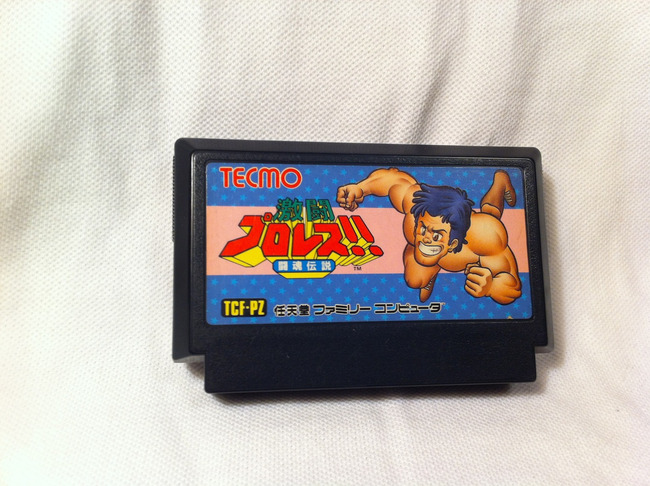 TECMO
激闘
プロレス!!
闘魂伝説
TM
TCF-PZ 任天堂 ファミリーコンピュータ